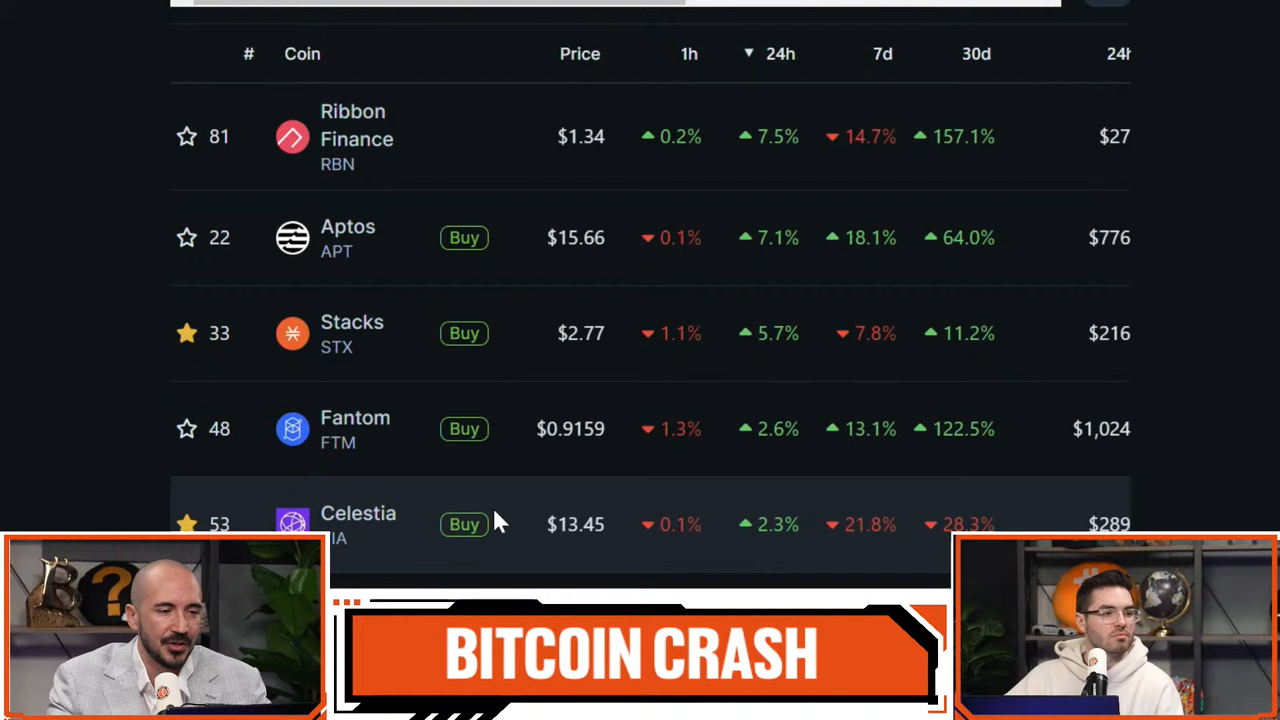 # Coin Price 1h ▼ 24h 7d 30d 24h
81 Ribbon Finance RBN $1.34 ▲ 0.2% ▲ 7.5% ▼ 14.7% ▲ 157.1% $27
22 Aptos APT Buy $15.66 ▼ 0.1% ▲ 7.1% ▲ 18.1% ▲ 64.0% $776
33 Stacks STX Buy $2.77 ▼ 1.1% ▲ 5.7% ▼ 7.8% ▲ 11.2% $216
48 Fantom FTM Buy $0.9159 ▼ 1.3% ▲ 2.6% ▲ 13.1% ▲ 122.5% $1,024
53 Celestia IA Buy $13.45 ▼ 0.1% ▲ 2.3% ▼ 21.8% ▼ 28.3% $289
BITCOIN CRASH